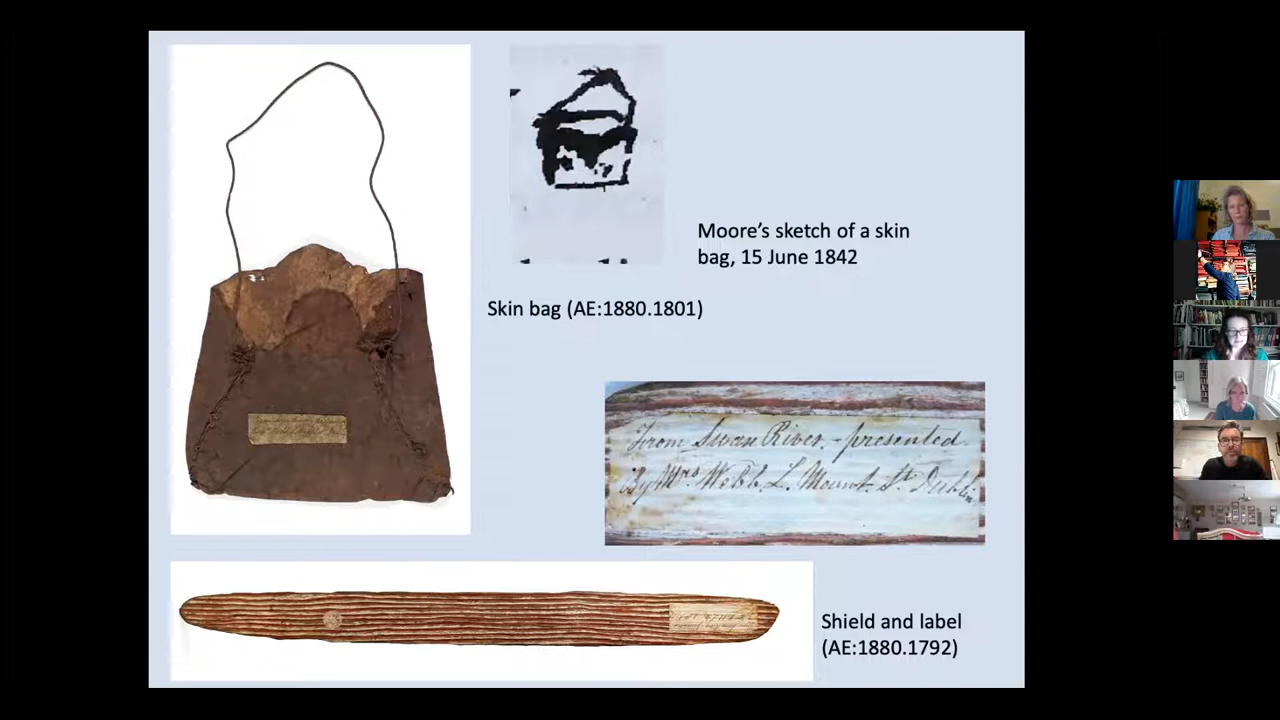 Moore's sketch of a skin
bag, 15 June 1842
Skin bag (AE:1880.1801)
From Swan River. - presented
By Mrs Webb. L. Mount. St. Dublin
Shield and label
(AE:1880.1792)